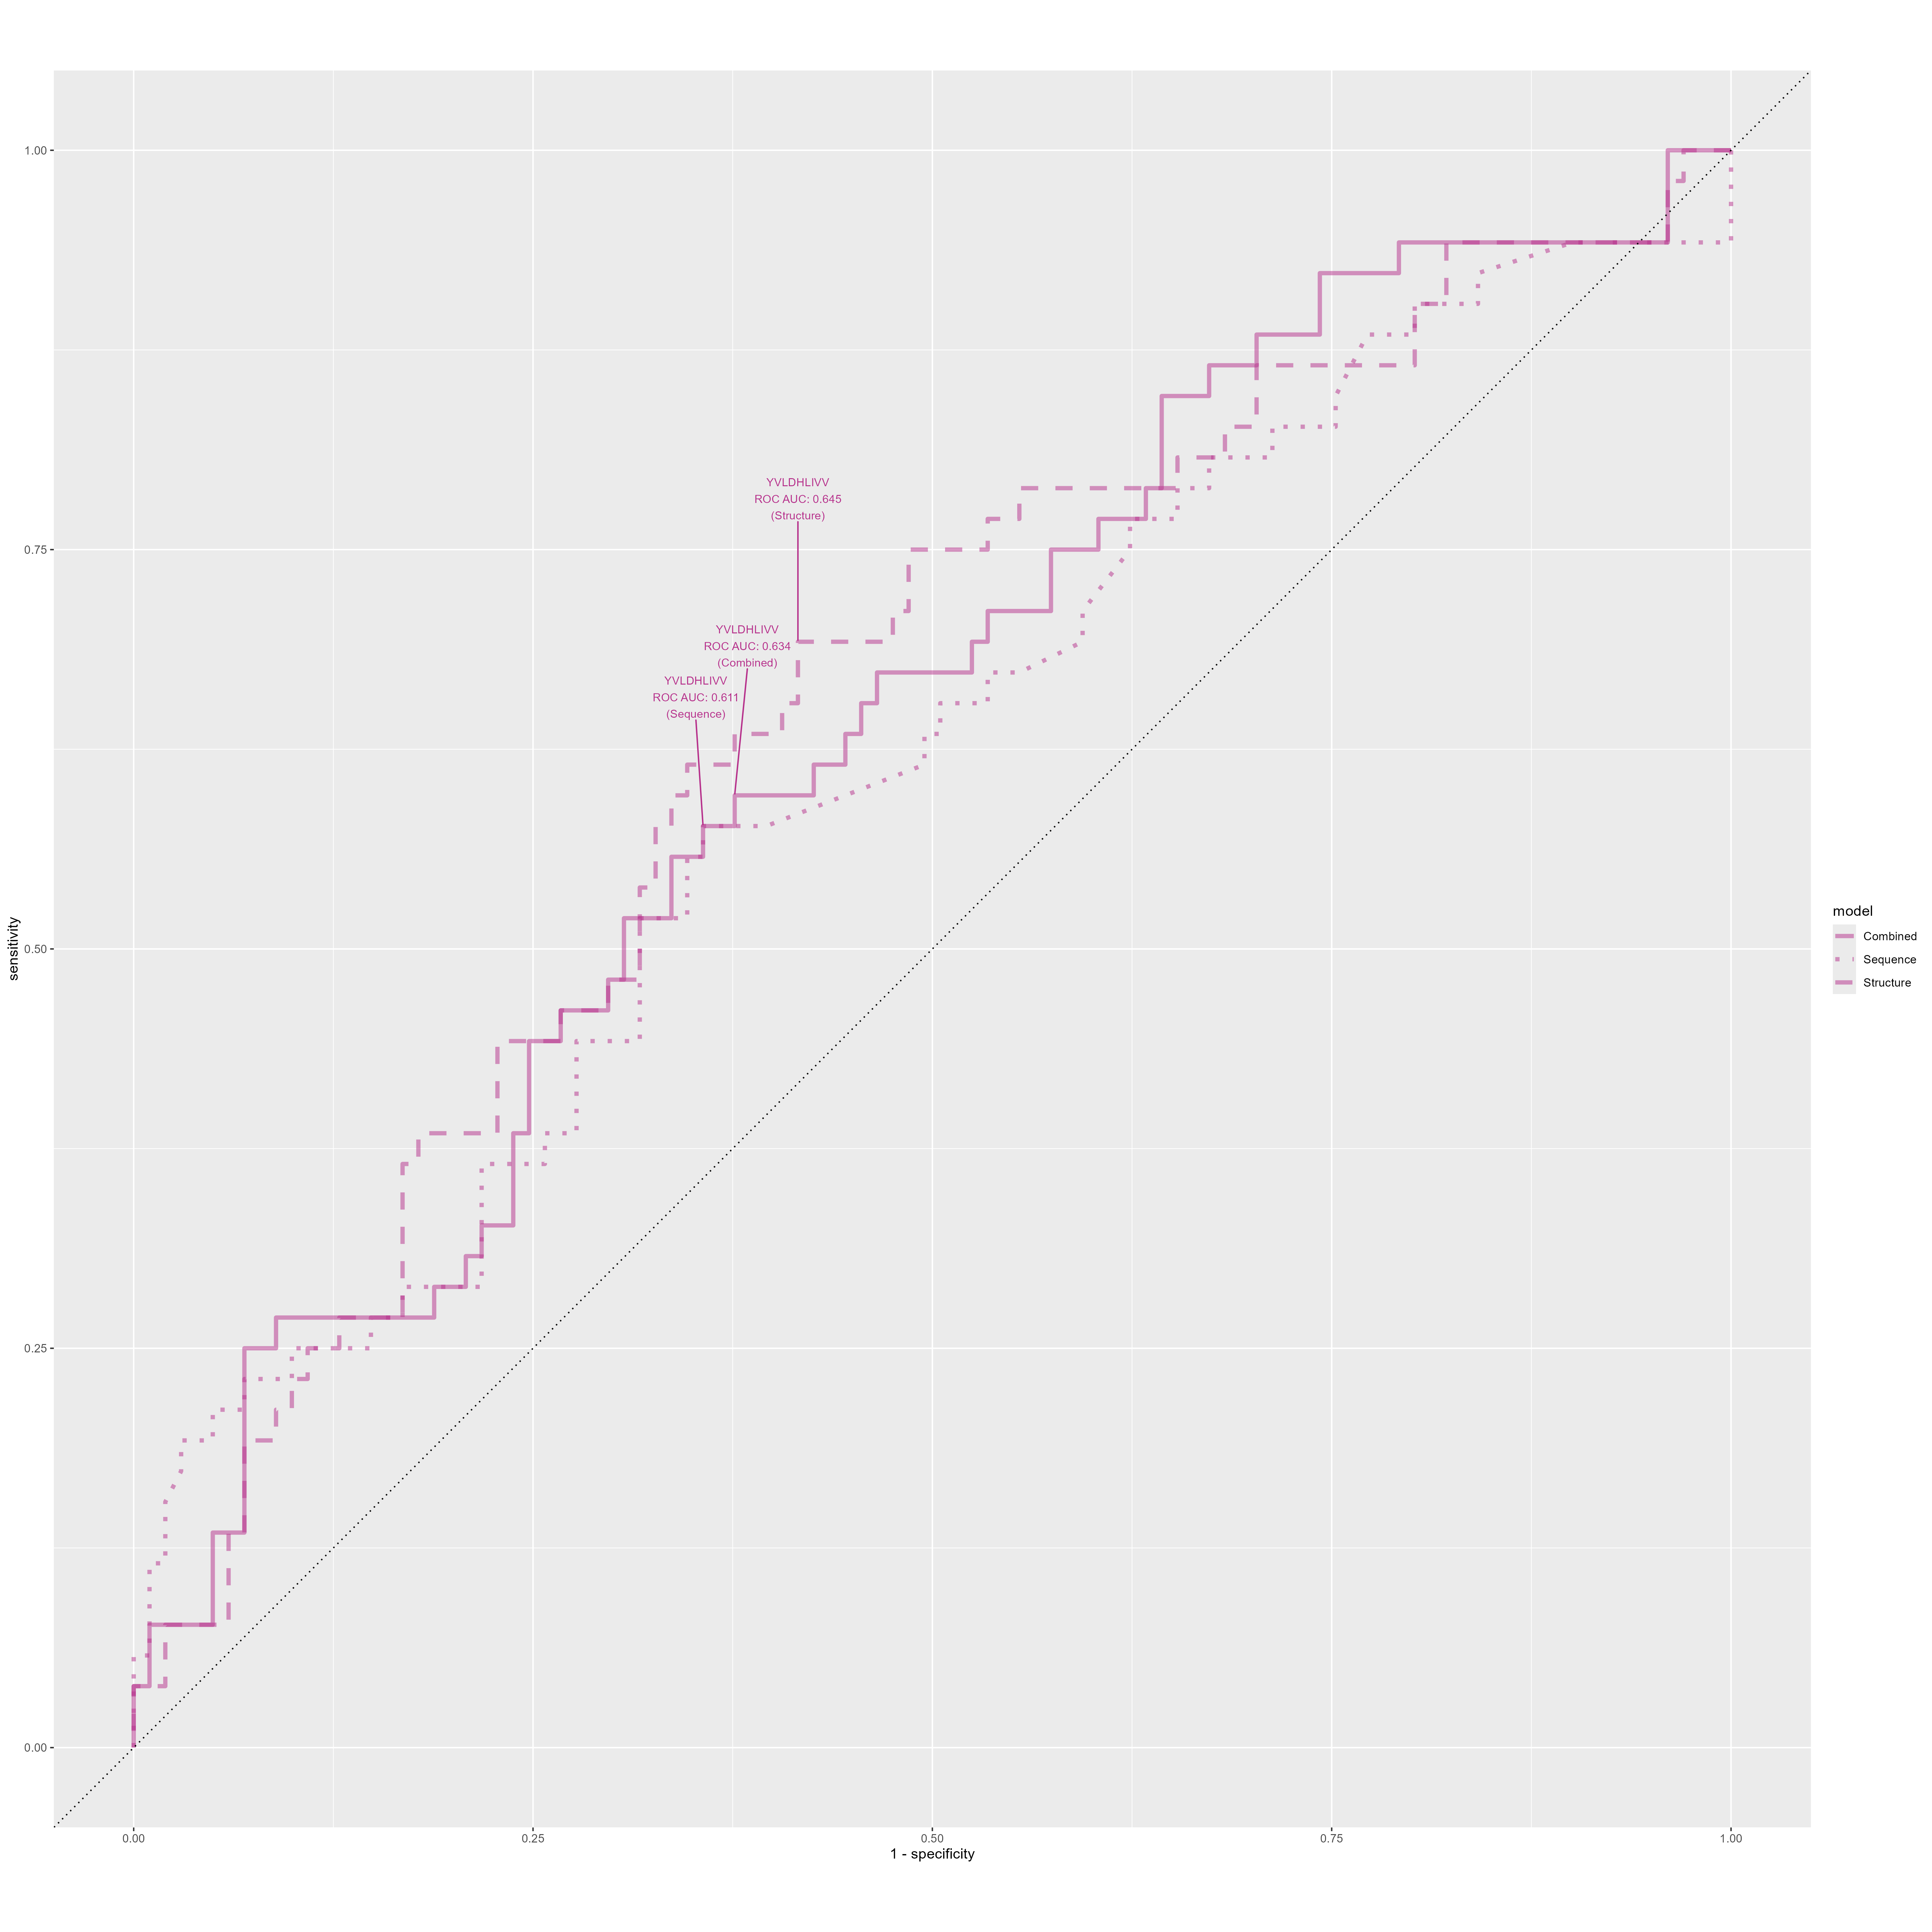 1.00
0.75
0.50
0.25
0.00
sensitivity
YVLDHLIVV
ROC AUC: 0.645
(Structure)
YVLDHLIVV
ROC AUC: 0.634
(Combined)
YVLDHLIVV
ROC AUC: 0.611
(Sequence)
0.00
0.25
0.50
0.75
1.00
1 - specificity
model
Combined
Sequence
Structure